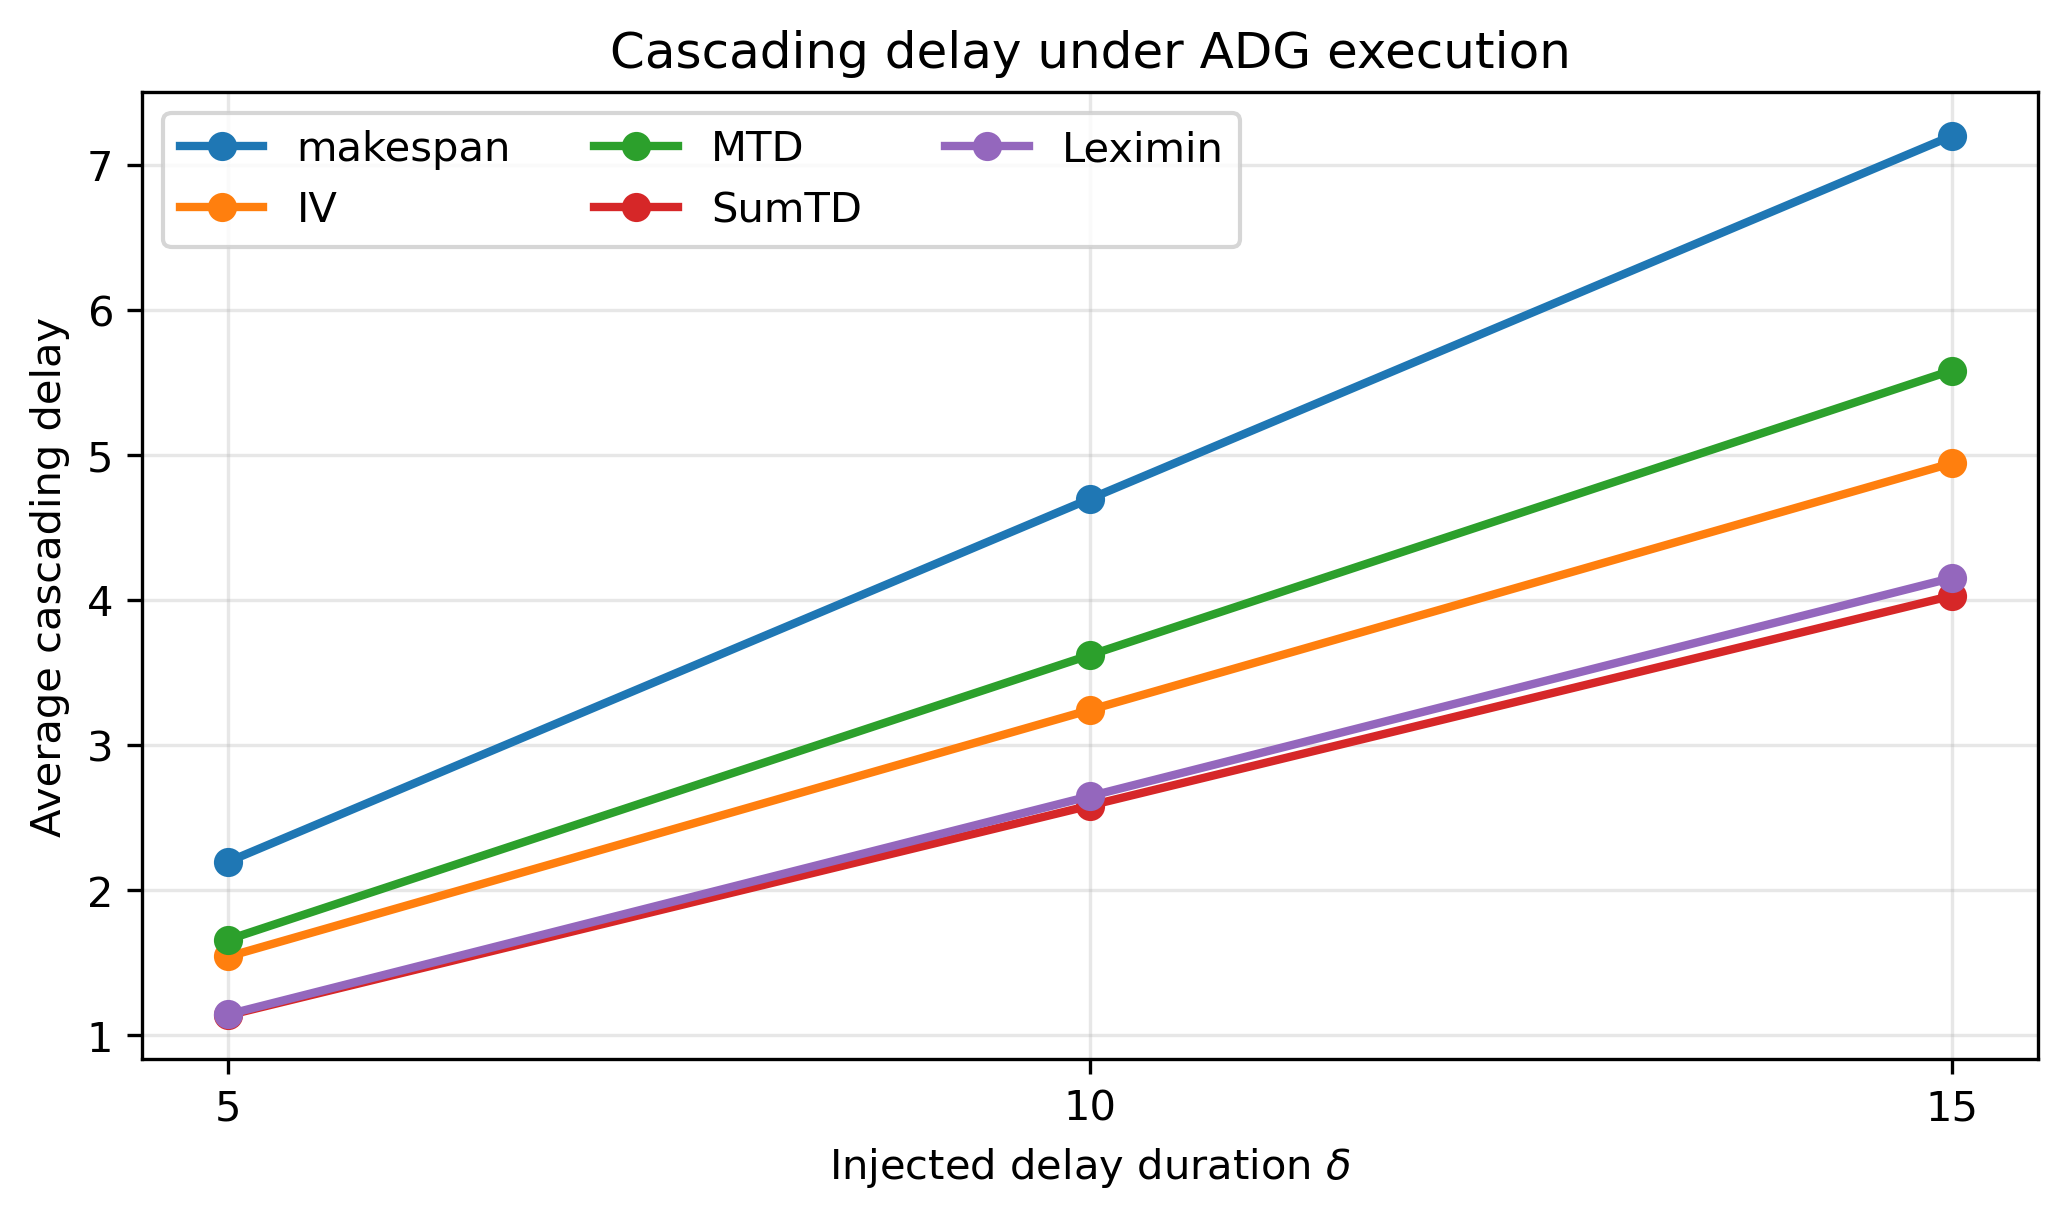 Cascading delay under ADG execution
makespan
IV
MTD
SumTD
Leximin
Average cascading delay
7
6
5
4
3
2
1
5
10
15
Injected delay duration δ